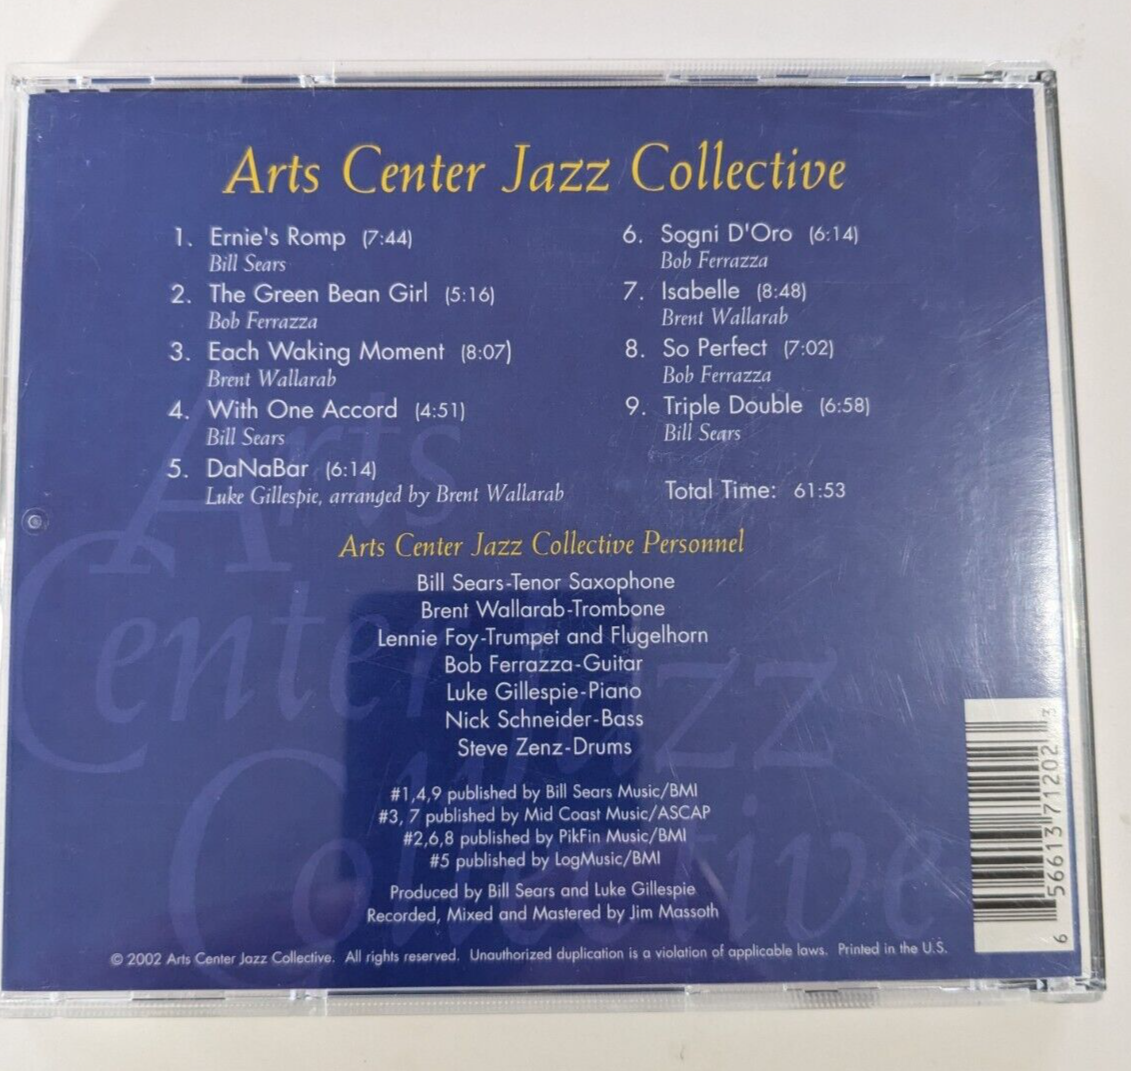 Arts Center Jazz Collective
1. Ernie's Romp (7:44)
Bill Sears
2. The Green Bean Girl (5:16)
Bob Ferrazza
3. Each Waking Moment (8:07)
Brent Wallarab
4. With One Accord (4:51)
Bill Sears
5. DaNaBar (6:14)
Luke Gillespie, arranged by Brent Wallarab
6. Sogni D'Oro (6:14)
Bob Ferrazza
7. Isabelle (8:48)
Brent Wallarab
8. So Perfect (7:02)
Bob Ferrazza
9. Triple Double (6:58)
Bill Sears
Total Time: 61:53
Arts Center Jazz Collective Personnel
Bill Sears-Tenor Saxophone
Brent Wallarab-Trombone
Lennie Foy-Trumpet and Flugelhorn
Bob Ferrazza-Guitar
Luke Gillespie-Piano
Nick Schneider-Bass
Steve Zenz-Drums
#1,4,9 published by Bill Sears Music/BMI
#3, 7 published by Mid Coast Music/ASCAP
#2,6,8 published by PikFin Music/BMI
#5 published by LogMusic/BMI
Produced by Bill Sears and Luke Gillespie
Recorded, Mixed and Mastered by Jim Massoth
© 2002 Arts Center Jazz Collective. All rights reserved. Unauthorized duplication is a violation of applicable laws. Printed in the U.S.
Arts
Center
Jazz
Collective
6 56613 71202 3